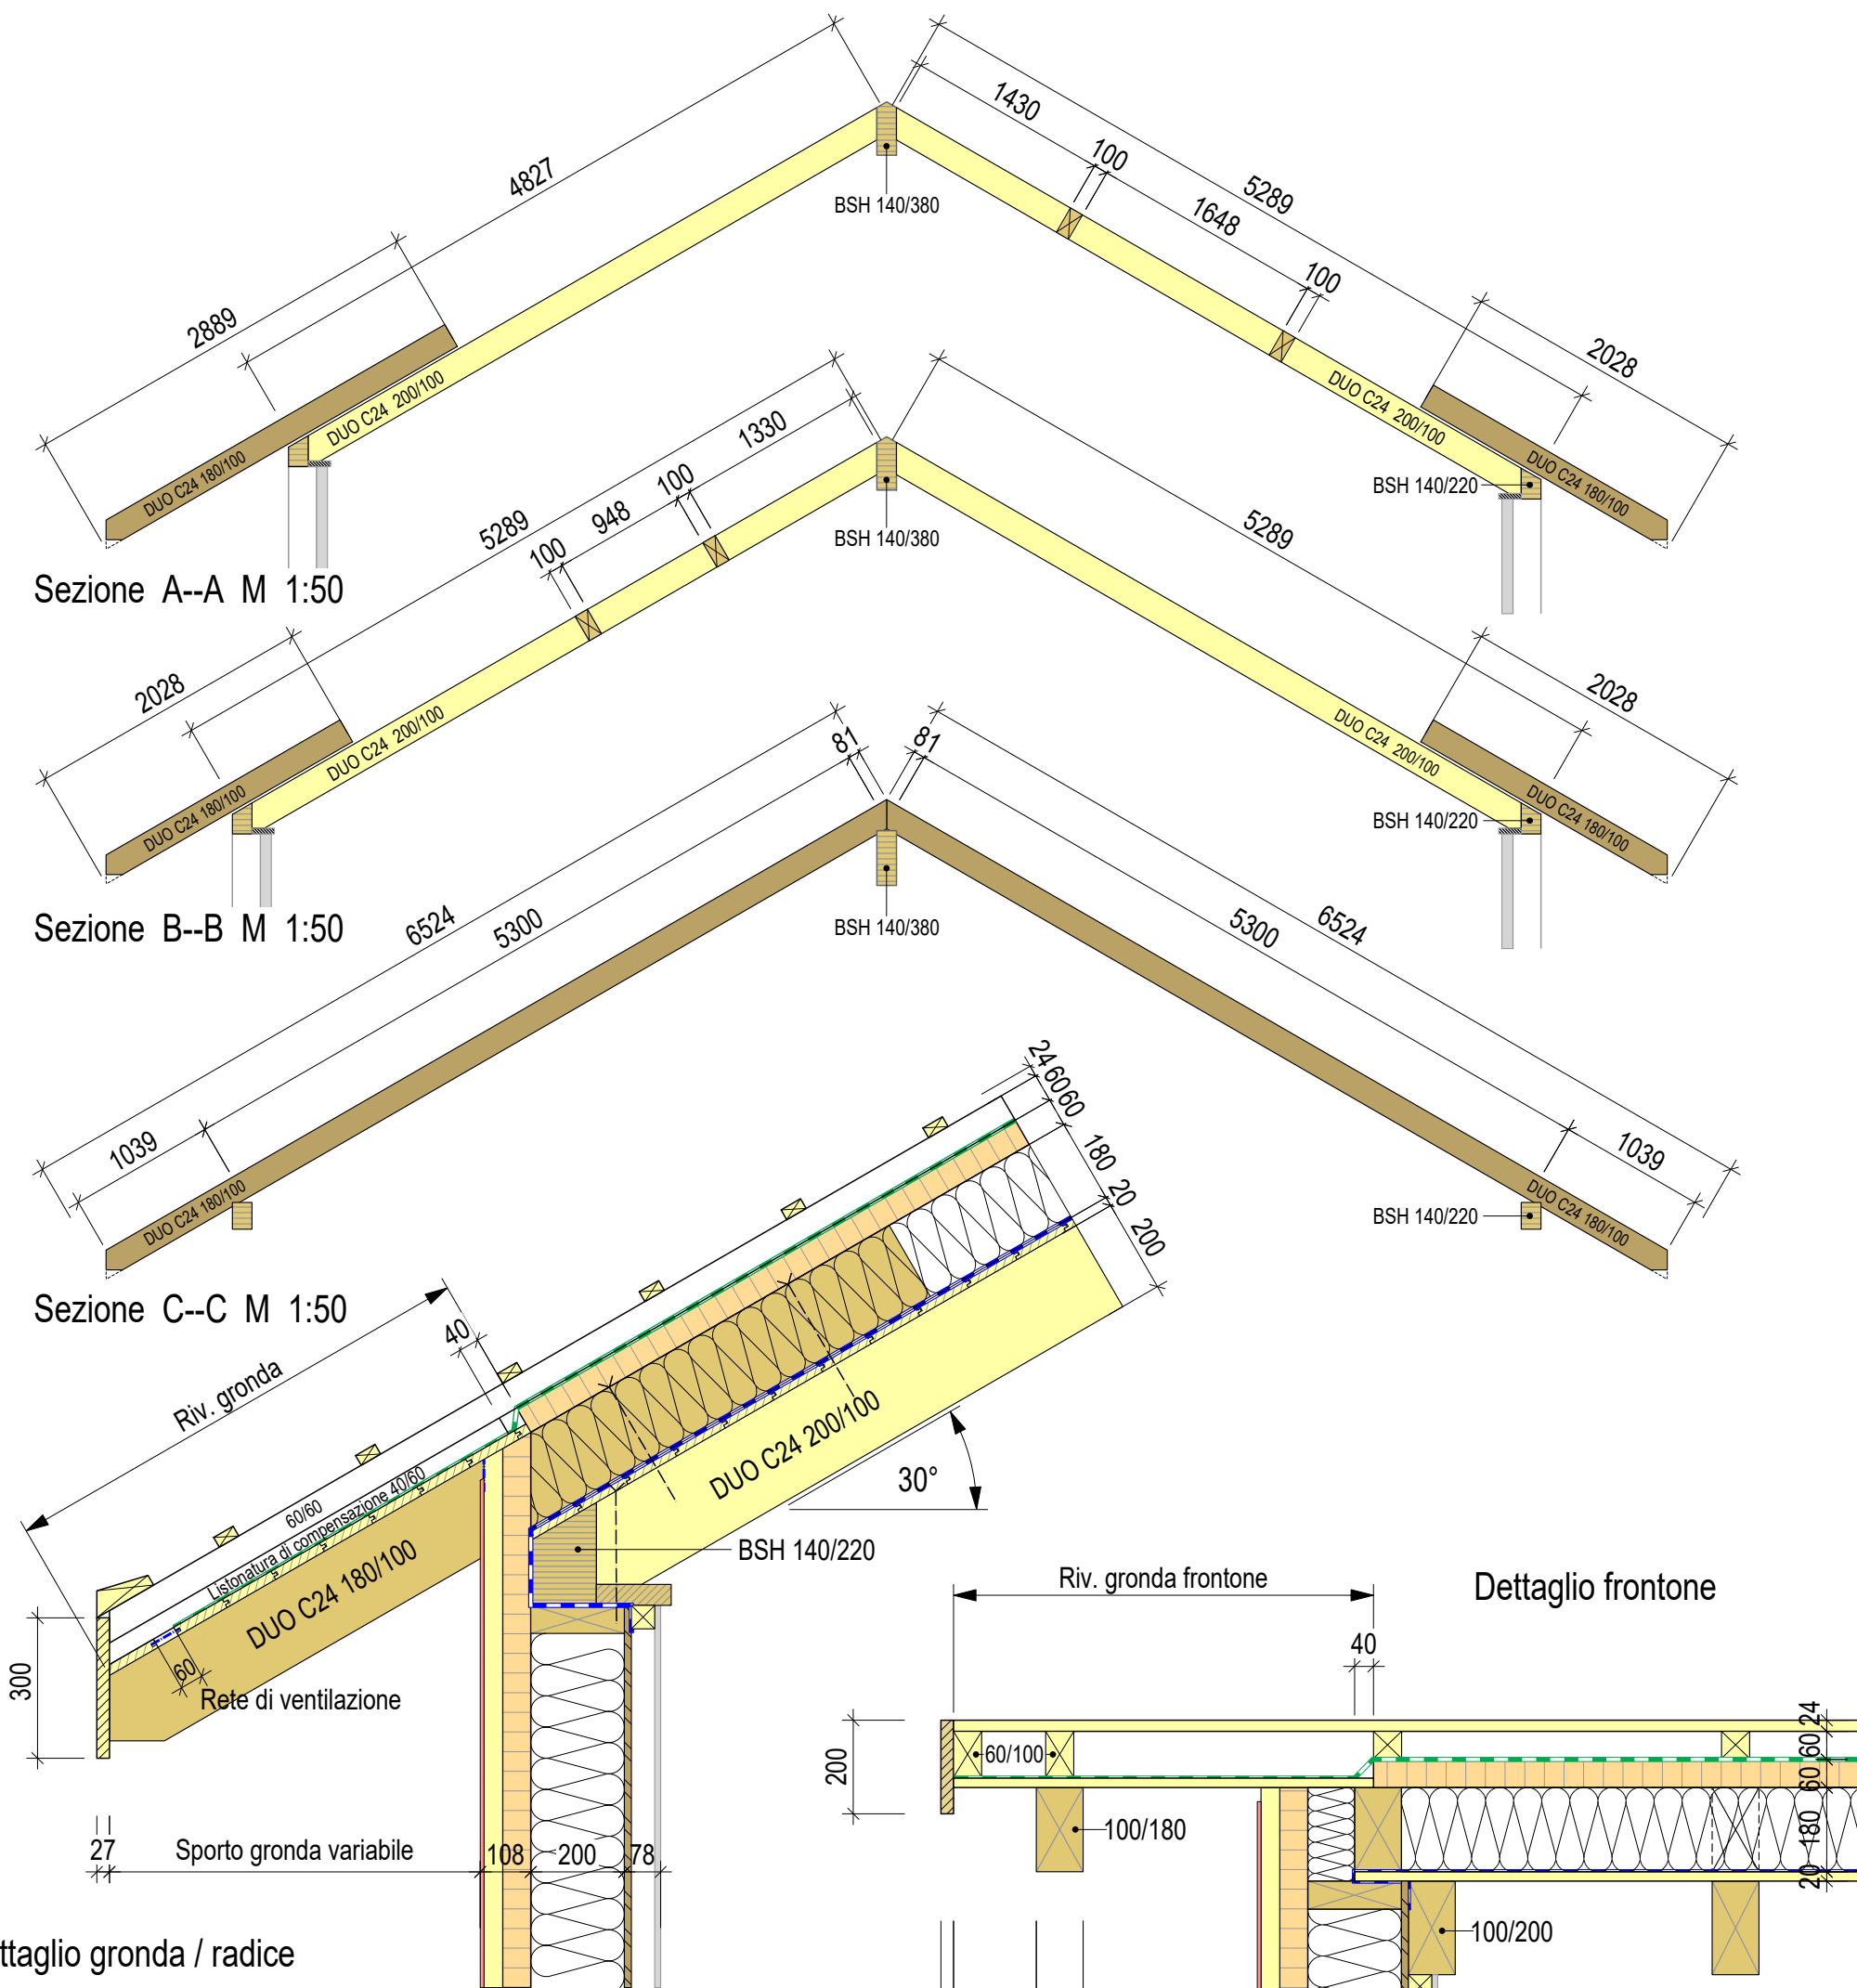 4827
2889
DUO C24 180/100
DUO C24 200/100
BSH 140/380
1430
100
1648
100
5289
2028
DUO C24 200/100
DUO C24 180/100
BSH 140/220
Sezione A--A M 1:50
5289
1330
100
948
100
2028
DUO C24 180/100
DUO C24 200/100
BSH 140/380
5289
2028
DUO C24 200/100
DUO C24 180/100
BSH 140/220
Sezione B--B M 1:50
6524
5300
81
81
1039
DUO C24 180/100
BSH 140/380
5300
6524
1039
DUO C24 180/100
BSH 140/220
Sezione C--C M 1:50
24
60
60
180
20
200
40
Riv. gronda
60/60
Listonatura di compensazione 40/60
DUO C24 180/100
DUO C24 200/100
30°
BSH 140/220
300
60
Rete di ventilazione
27
Sporto gronda variabile
108
200
78
ttaglio gronda / radice
Riv. gronda frontone
Dettaglio frontone
40
200
60/100
100/180
24
60
60
180
20
100/200